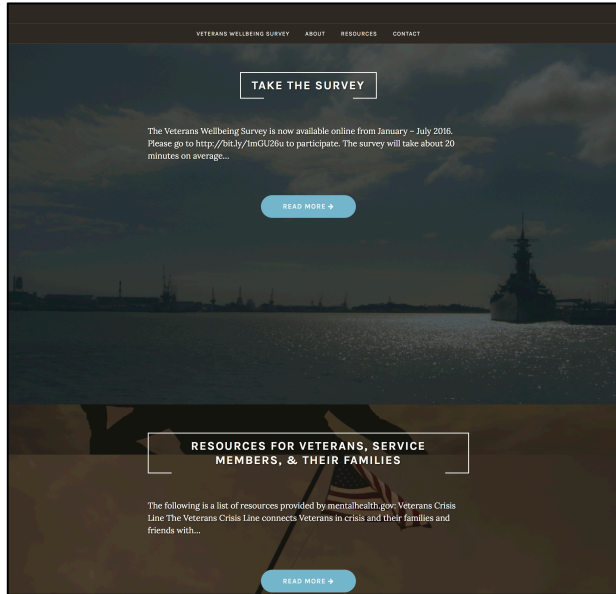 VETERANS WELLBEING SURVEY ABOUT RESOURCES CONTACT
TAKE THE SURVEY
The Veterans Wellbeing Survey is now available online from January – July 2016.
Please go to http://bit.ly/1mGU26u to participate. The survey will take about 20
minutes on average...
READ MORE →
RESOURCES FOR VETERANS, SERVICE
MEMBERS, & THEIR FAMILIES
The following is a list of resources provided by mentalhealth.gov: Veterans Crisis
Line The Veterans Crisis Line connects Veterans in crisis and their families and
friends with...
READ MORE →